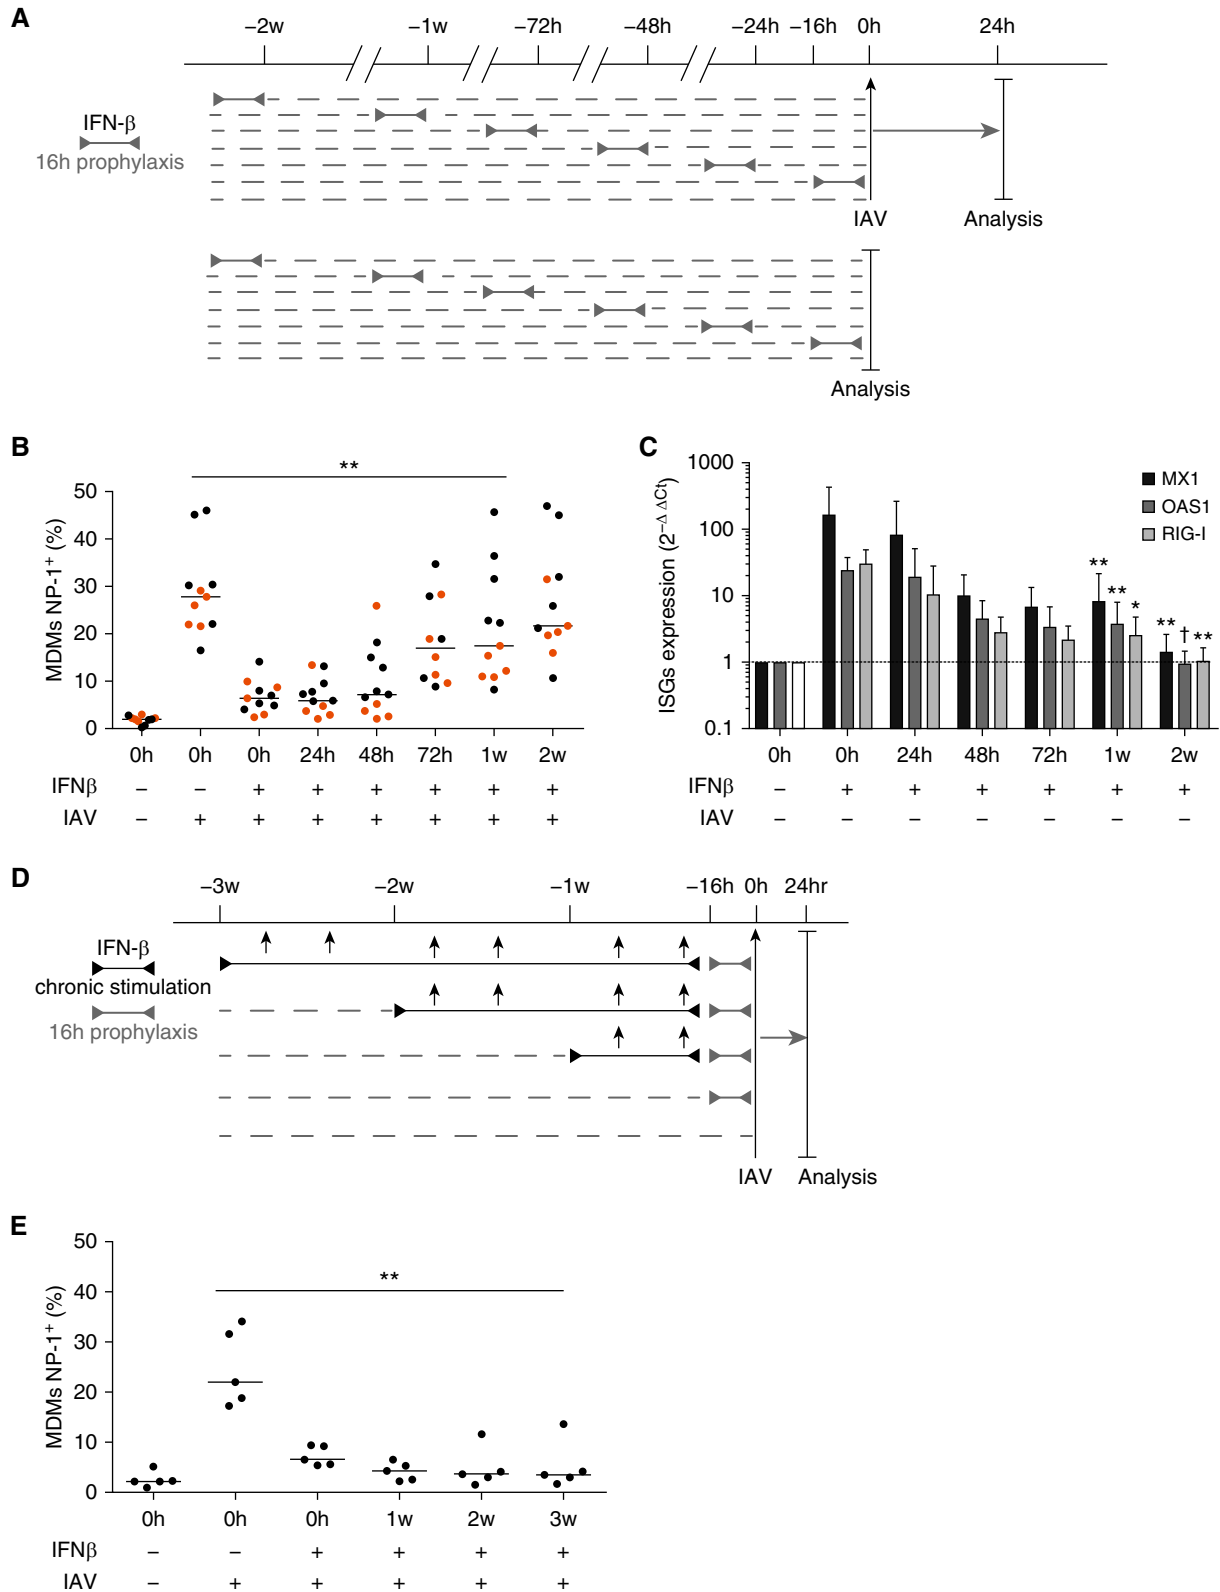 A
−2w −1w −72h −48h −24h −16h 0h 24h
IFN-β
16h prophylaxis
IAV Analysis
Analysis
B
**
MDMs NP-1+ (%)
50
40
30
20
10
0
0h 0h 0h 24h 48h 72h 1w 2w
IFNβ − − + + + + + +
IAV − + + + + + + +
C
ISGs expression (2−Δ ΔCt)
1000
100
10
1
0.1
MX1
OAS1
RIG-I
** ** *
** † **
0h 0h 24h 48h 72h 1w 2w
IFNβ − + + + + + +
IAV − − − − − − −
D
−3w −2w −1w −16h 0h 24hr
IFN-β
chronic stimulation
16h prophylaxis
IAV Analysis
E
**
MDMs NP-1+ (%)
50
40
30
20
10
0
0h 0h 0h 1w 2w 3w
IFNβ − − + + + +
IAV − + + + + +